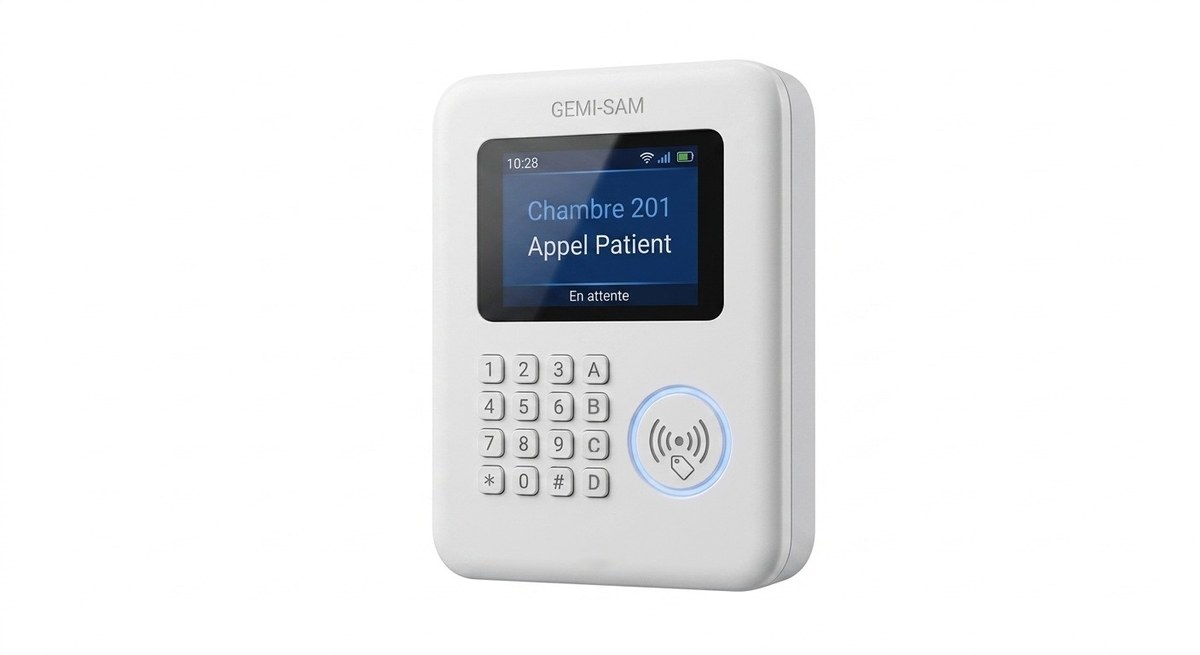 GEMI-SAM
10:28
Chambre 201
Appel Patient
En attente
1 2 3 A
4 5 6 B
7 8 9 C
* 0 # D